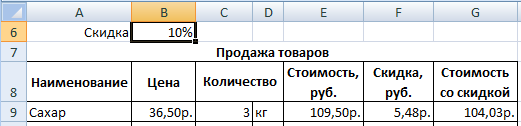 A B C D E F G
6 Скидка 10%
7 Продажа товаров
8 Наименование Цена Количество Стоимость, руб. Скидка, руб. Стоимость со скидкой
9 Сахар 36,50р. 3 кг 109,50р. 5,48р. 104,03р.